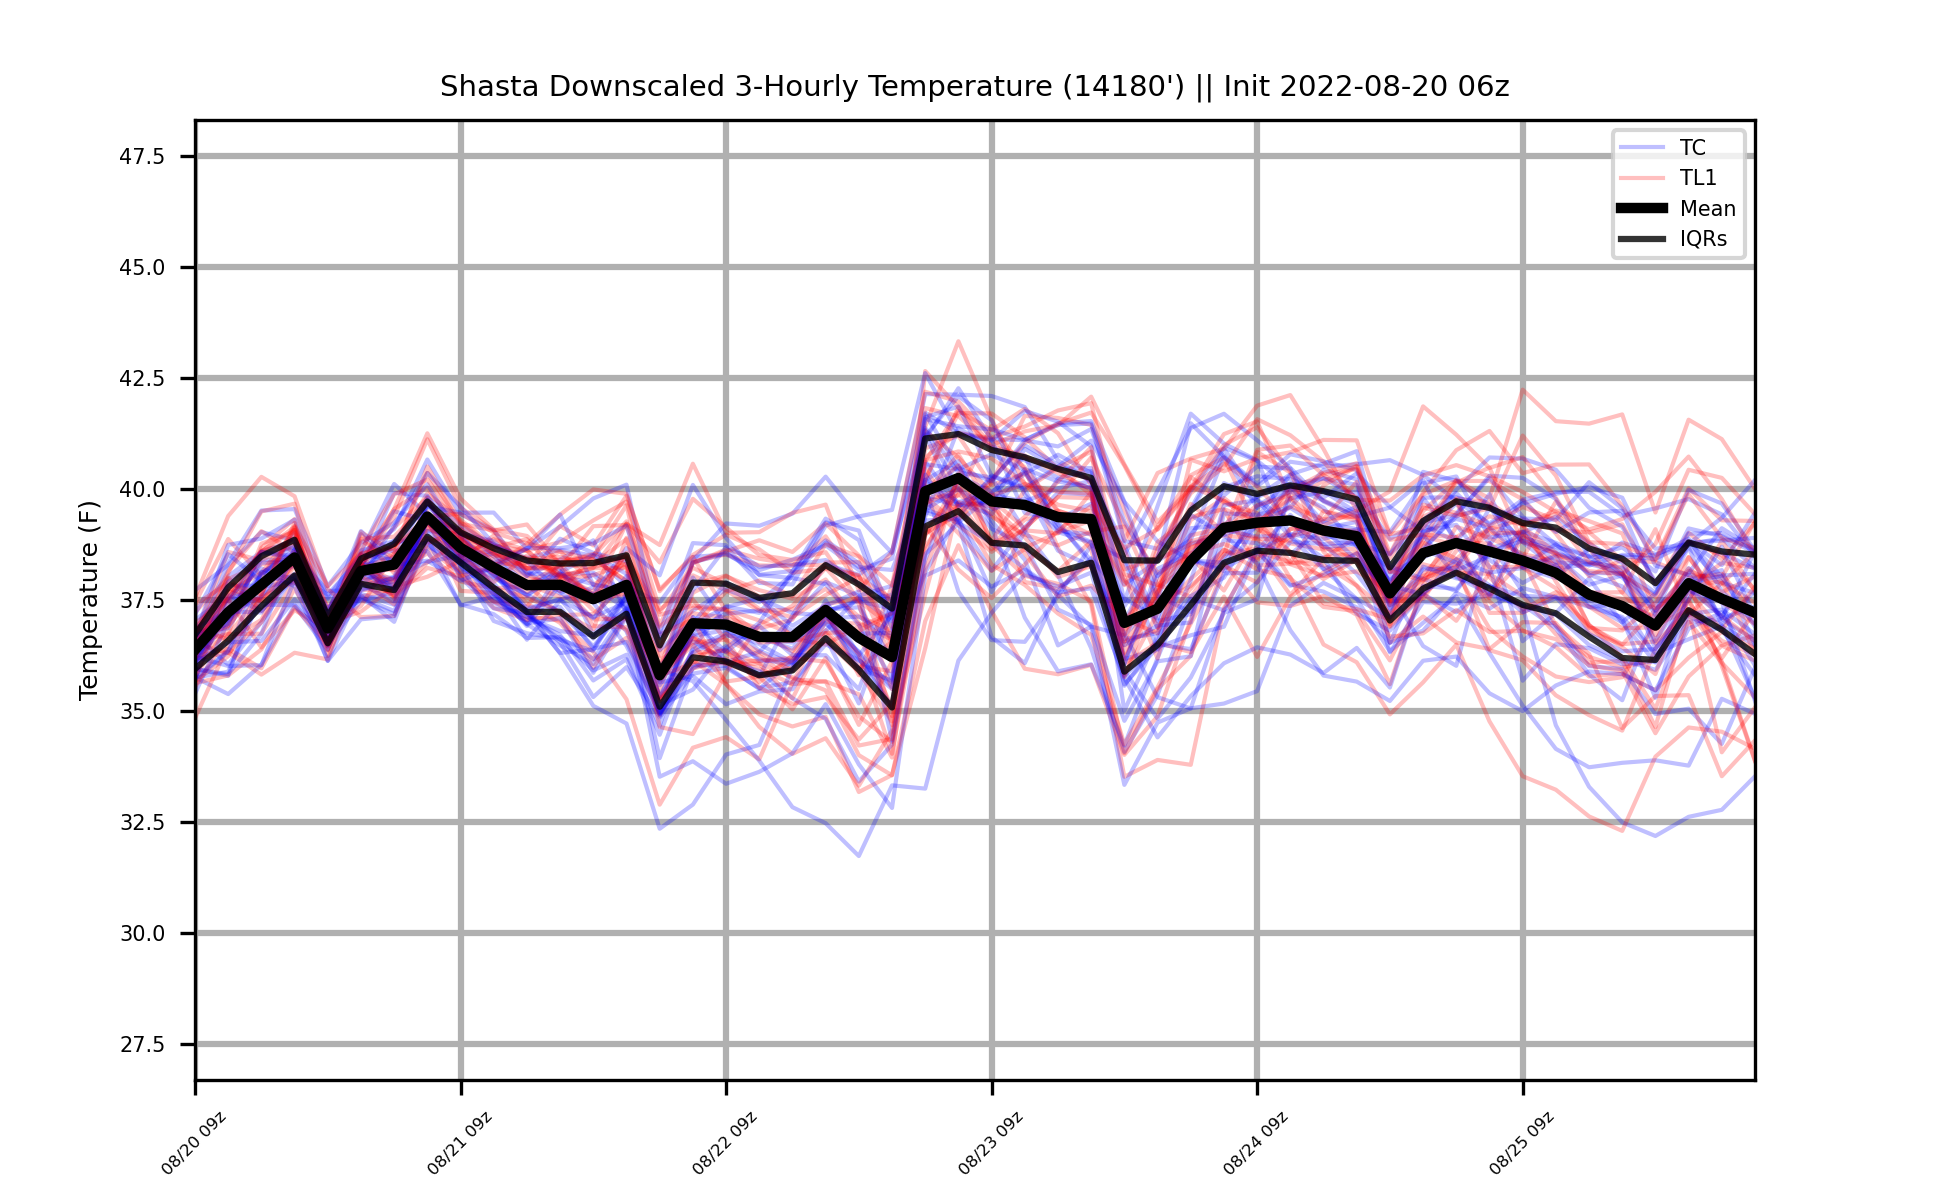 Shasta Downscaled 3-Hourly Temperature (14180') || Init 2022-08-20 06z
TC
TL1
Mean
IQRs
Temperature (F)
47.5
45.0
42.5
40.0
37.5
35.0
32.5
30.0
27.5
08/20 09z
08/21 09z
08/22 09z
08/23 09z
08/24 09z
08/25 09z